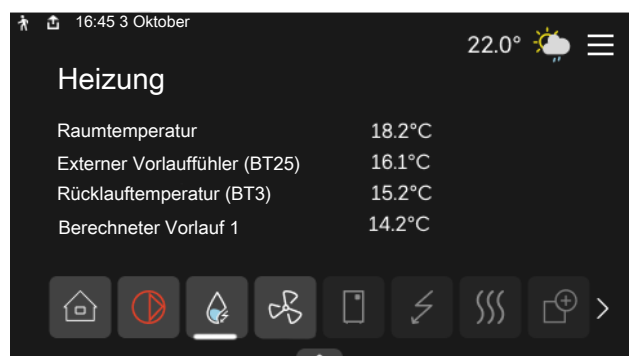 16:45 3 Oktober
22.0°
Heizung
Raumtemperatur 18.2°C
Externer Vorlauffühler (BT25) 16.1°C
Rücklauftemperatur (BT3) 15.2°C
Berechneter Vorlauf 1 14.2°C